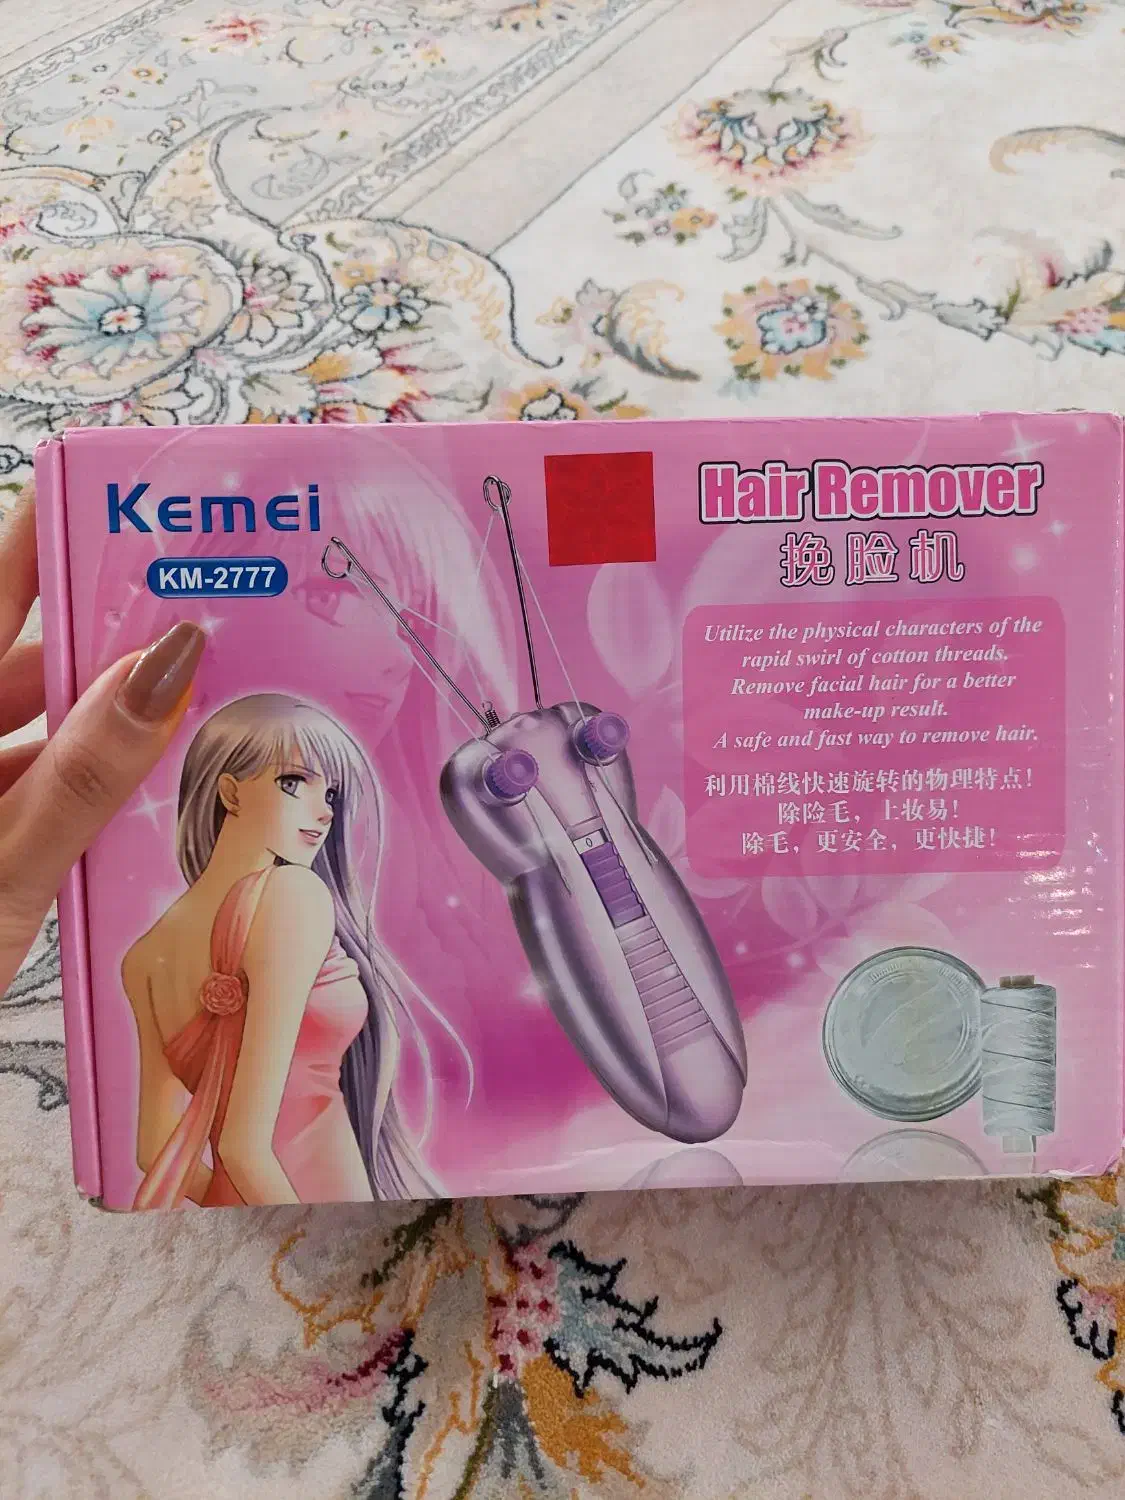 Kemei
KM-2777
Hair Remover
挽脸机
Utilize the physical characters of the
rapid swirl of cotton threads.
Remove facial hair for a better
make-up result.
A safe and fast way to remove hair.
利用棉线快速旋转的物理特点！
除险毛，上妆易！
除毛，更安全，更快捷！
0